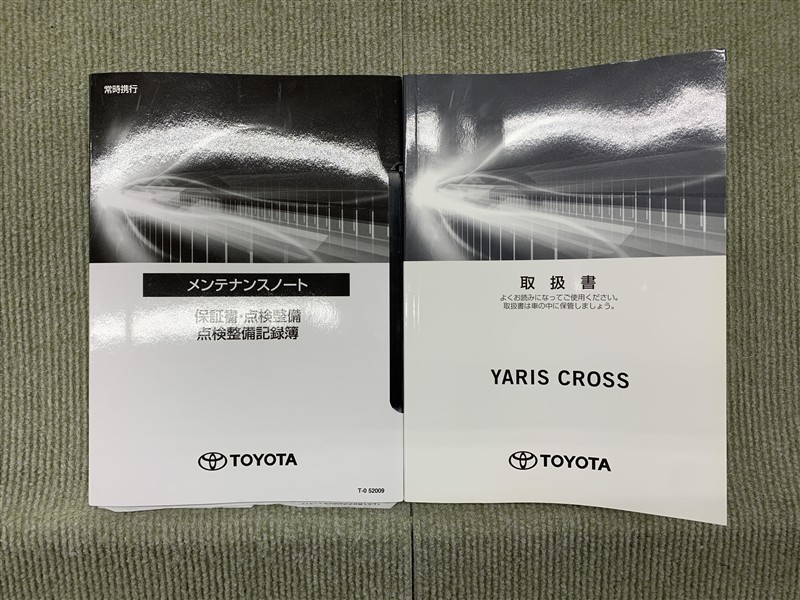 常時携行
メンテナンスノート
保証書・点検整備
点検整備記録簿
TOYOTA
T-0 52009
取扱書
よくお読みになってご使用ください。
取扱書は車の中に保管しましょう。
YARIS CROSS
TOYOTA